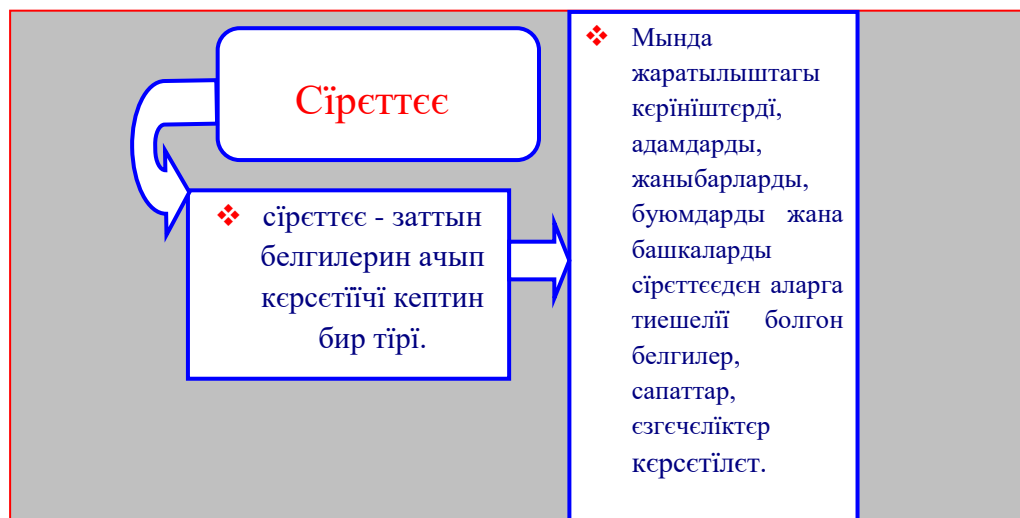 Сїрєттєє
сїрєттєє - заттын
белгилерин ачып
кєрсєтїїчї кептин
бир тїрї.
Мында
жаратылыштагы
кєрїнїштєрдї,
адамдарды,
жаныбарларды,
буюмдарды жана
башкаларды
сїрєттєєдєн аларга
тиешелїї болгон
белгилер,
сапаттар,
єзгєчєлїктєр
кєрсєтїлєт.